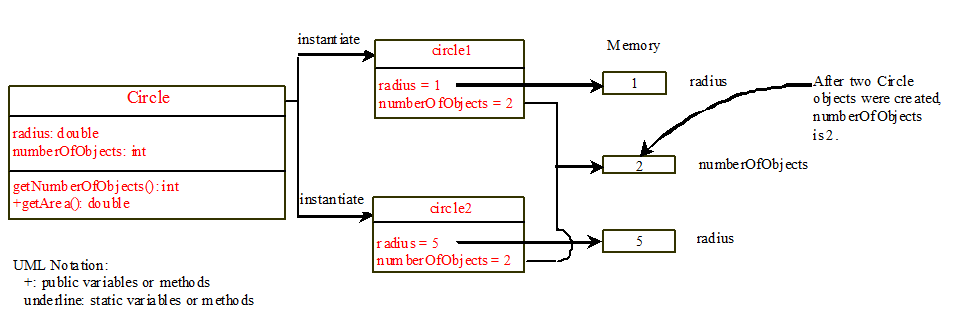 Circle
radius: double
numberOfObjects: int
getNumberOfObjects(): int
+getArea(): double
UML Notation:
+: public variables or methods
underline: static variables or methods
instantiate
circle1
radius = 1
numberOfObjects = 2
instantiate
circle2
radius = 5
numberOfObjects = 2
Memory
1
radius
2
numberOfObjects
5
radius
After two Circle
objects were created,
numberOfObjects
is 2.